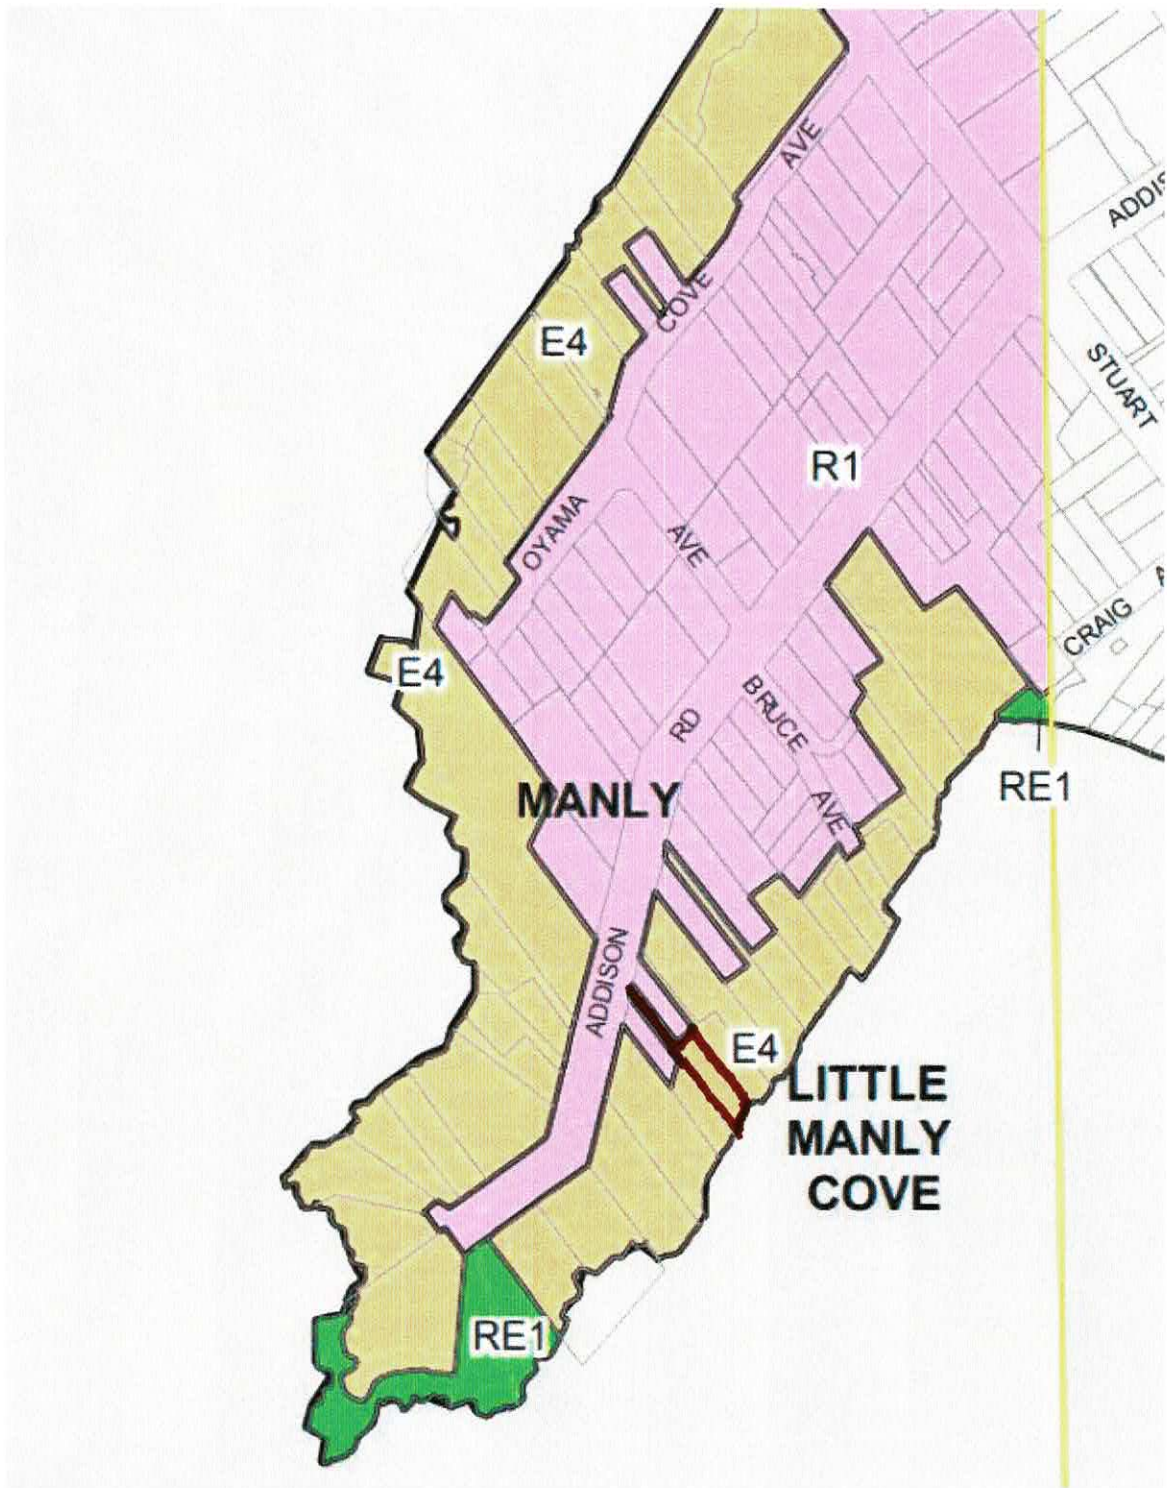 AVE
ADDIS
COVE
E4
STUART
R1
OYAMA
AVE
CRAIG A
E4
BRUCE
RD
RE1
MANLY
AVE
ADDISON
E4
LITTLE
MANLY
COVE
RE1